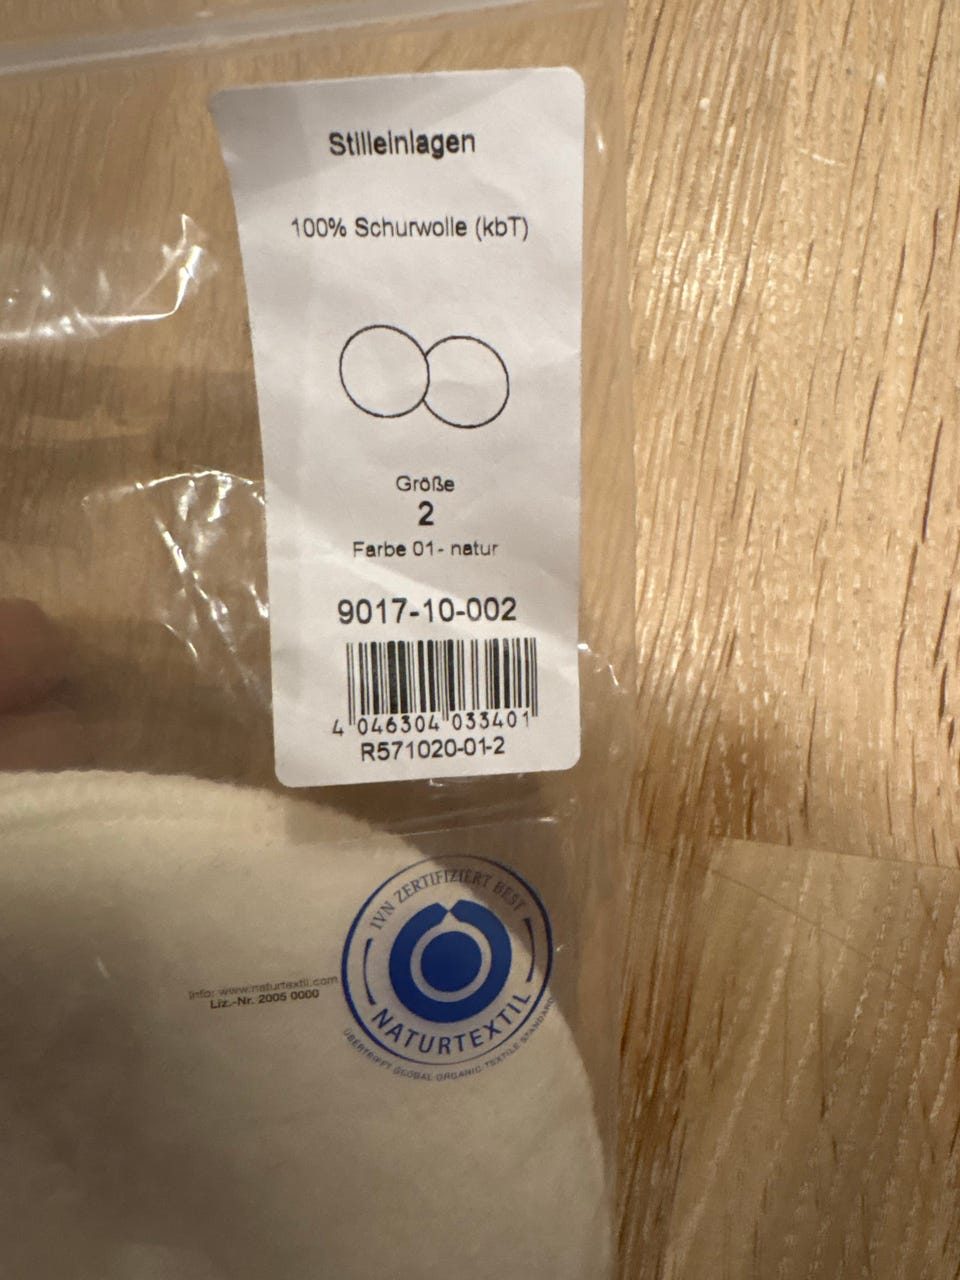 Stilleinlagen
100% Schurwolle (kbT)
Größe
2
Farbe 01- natur
9017-10-002
4 046304 033401
R571020-01-2
IVN ZERTIFIZIERT BEST
NATURTEXTIL
ÜBERTRIFFT GLOBAL ORGANIC TEXTILE STANDARD
Info: www.naturtextil.com
Liz.-Nr. 2005 0000